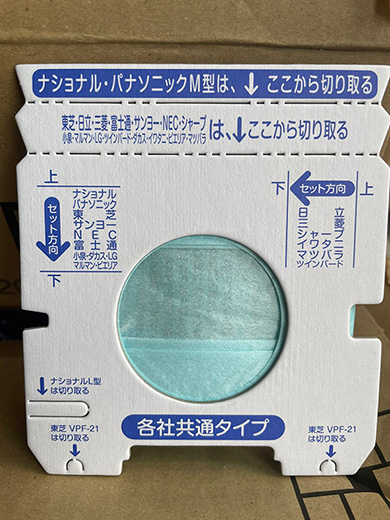 ナショナル・パナソニックM型は、↓ここから切り取る
東芝・日立・三菱・富士通・サンヨー・NEC・シャープ
小泉・マルマン・LG・ツインバード・ダカス・イワタニ・ピエリア・マツバラ
は、↓ここから切り取る
上
セット方向
下
ナショナル
パナソニック
東芝
サンヨー
NEC
富士通
小泉・ダカス・LG
マルマン・ピエリア
下
セット方向
上
日立
三菱
シャープ
イワタニ
マツバラ
ツインバード
ナショナルL型
は切り取る
東芝 VPF-21
は切り取る
各社共通タイプ
東芝 VPF-21
は切り取る